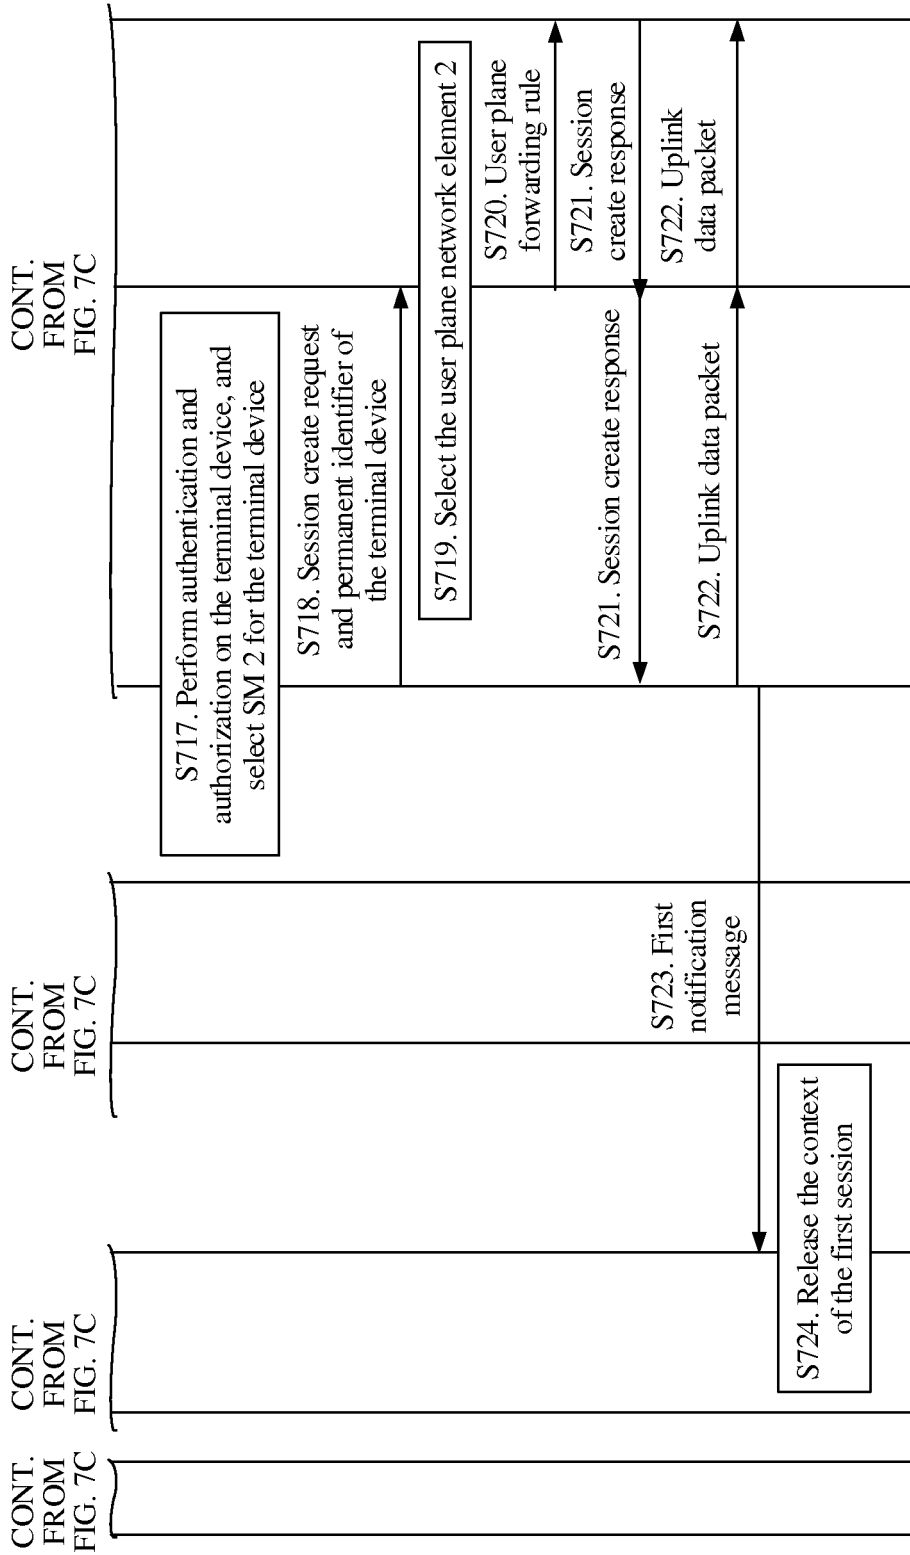 CONT.
FROM
FIG. 7C
CONT.
FROM
FIG. 7C
CONT.
FROM
FIG. 7C
CONT.
FROM
FIG. 7C
S717. Perform authentication and
authorization on the terminal device, and
select SM 2 for the terminal device
S718. Session create request
and permanent identifier of
the terminal device
S719. Select the user plane network element 2
S720. User plane
forwarding rule
S721. Session create response
S721. Session
create response
S722. Uplink data packet
S722. Uplink
data packet
S723. First
notification
message
S724. Release the context
of the first session